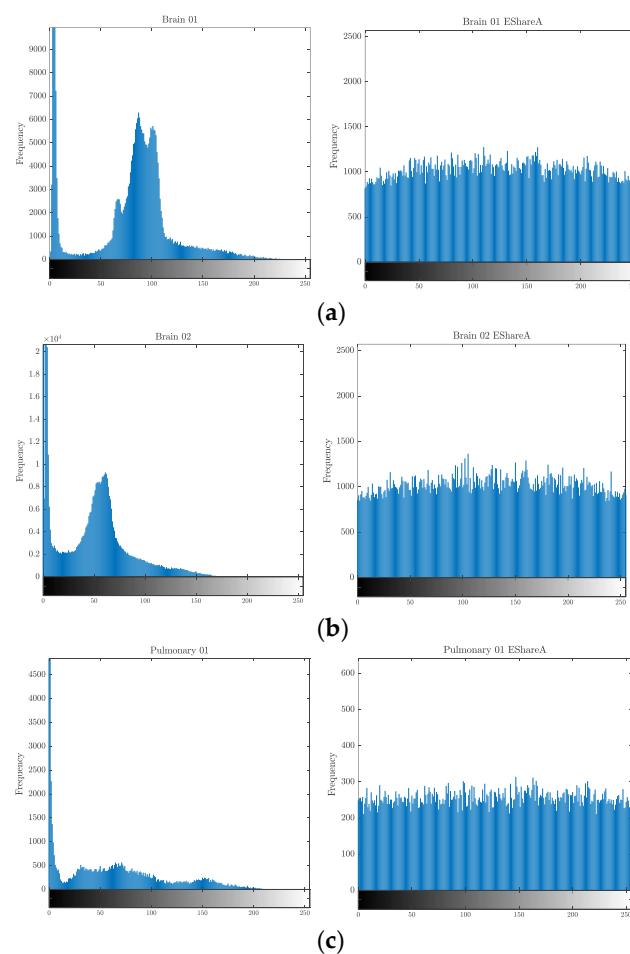 Brain 01
Frequency
9000
8000
7000
6000
5000
4000
3000
2000
1000
0
0 50 100 150 200 250
Brain 01 EShareA
Frequency
2500
2000
1500
1000
500
0
0 50 100 150 200
(a)
Brain 02
×10⁴
Frequency
2
1.8
1.6
1.4
1.2
1
0.8
0.6
0.4
0.2
0
0 50 100 150 200 250
Brain 02 EShareA
Frequency
2500
2000
1500
1000
500
0
0 50 100 150 200 250
(b)
Pulmonary 01
Frequency
4500
4000
3500
3000
2500
2000
1500
1000
500
0
0 50 100 150 200 250
Pulmonary 01 EShareA
Frequency
600
500
400
300
200
100
0
0 50 100 150 200 250
(c)